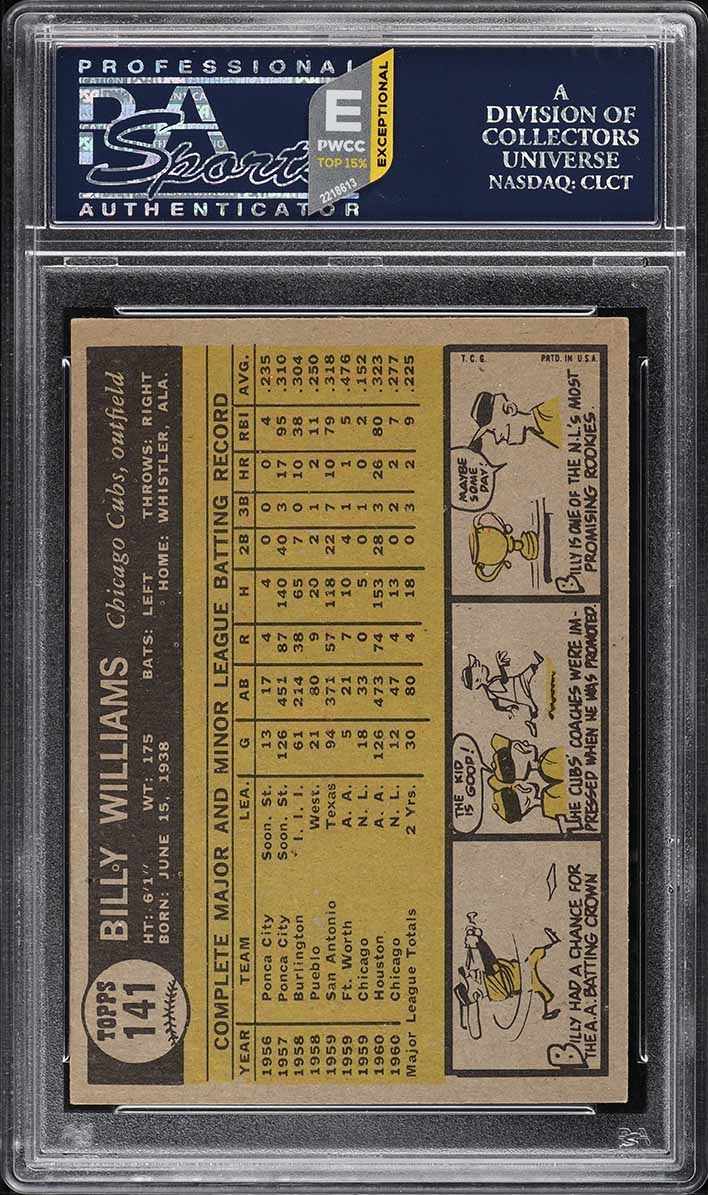 PROFESSIONAL
PSA
Sports
AUTHENTICATOR
E
PWCC
TOP 15%
EXCEPTIONAL
2218613
A
DIVISION OF
COLLECTORS
UNIVERSE
NASDAQ: CLCT
TOPPS
141
BILLY WILLIAMS Chicago Cubs, outfield
HT: 6'1" WT: 175 BATS: LEFT THROWS: RIGHT
BORN: JUNE 15, 1938 HOME: WHISTLER, ALA.
COMPLETE MAJOR AND MINOR LEAGUE BATTING RECORD
YEAR TEAM LEA. G AB R H 2B 3B HR RBI AVG.
1956 Ponca City Soon. St. 13 17 4 4 0 0 0 4 .235
1957 Ponca City Soon. St. 126 451 87 140 40 3 17 95 .310
1958 Burlington I. I. I. 61 214 38 65 7 0 10 38 .304
1958 Pueblo West. 21 80 9 20 2 1 2 11 .250
1959 San Antonio Texas 94 371 57 118 22 7 10 79 .318
1959 Ft. Worth A. A. 5 21 7 10 4 0 1 5 .476
1959 Chicago N. L. 18 33 0 5 0 1 0 2 .152
1960 Houston A. A. 126 473 74 153 28 3 26 80 .323
1960 Chicago N. L. 12 47 4 13 0 2 2 7 .277
Major League Totals 2 Yrs. 30 80 4 18 0 3 2 9 .225
BILLY HAD A CHANCE FOR
THE A.A. BATTING CROWN
THE KID
IS GOOD!
THE CUBS' COACHES WERE IM-
PRESSED WHEN HE WAS PROMOTED.
T. C. G. PRTD. IN U.S.A.
MAYBE
SOME
DAY!
BILLY IS ONE OF THE N.L.'S MOST
PROMISING ROOKIES